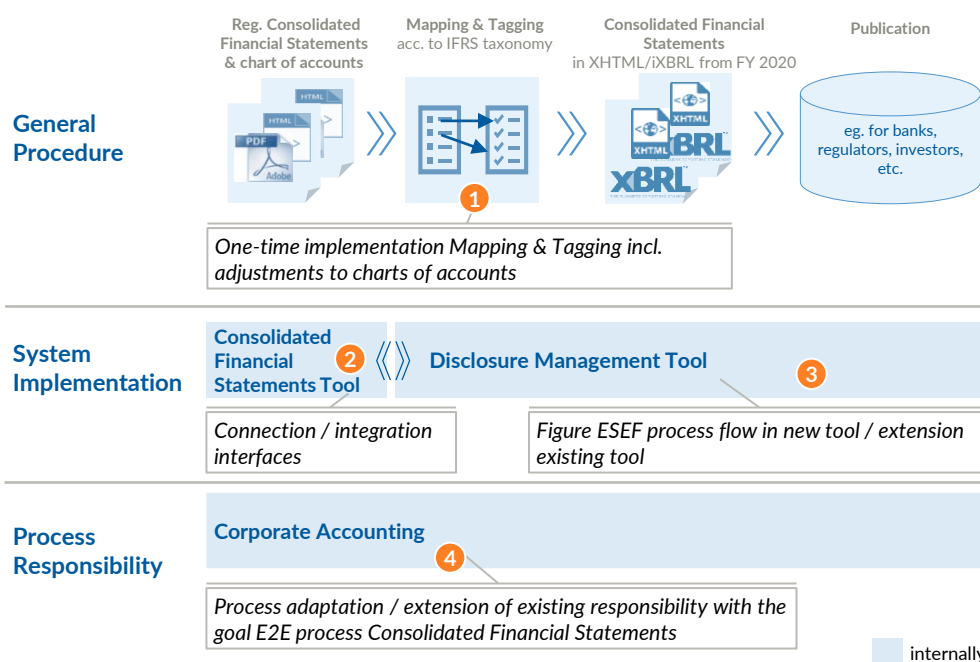 Reg. Consolidated
Financial Statements
& chart of accounts
Mapping & Tagging
acc. to IFRS taxonomy
Consolidated Financial
Statements
in XHTML/iXBRL from FY 2020
Publication
General
Procedure
HTML
HTML
PDF
Adobe
XHTML
XHTML
XBRL
XBRL
eg. for banks,
regulators, investors,
etc.
1
One-time implementation Mapping & Tagging incl.
adjustments to charts of accounts
System
Implementation
Consolidated
Financial
Statements Tool
2
Disclosure Management Tool
3
Connection / integration
interfaces
Figure ESEF process flow in new tool / extension
existing tool
Process
Responsibility
Corporate Accounting
4
Process adaptation / extension of existing responsibility with the
goal E2E process Consolidated Financial Statements
internally